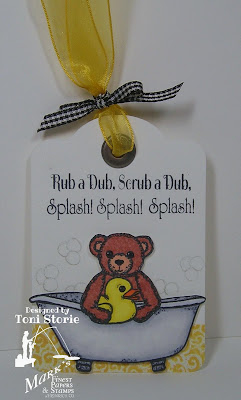 Rub a Dub, Scrub a Dub,
Splash! Splash! Splash!
Designed by
Toni Storie
Mark's
Finest
Papers
& Stamps